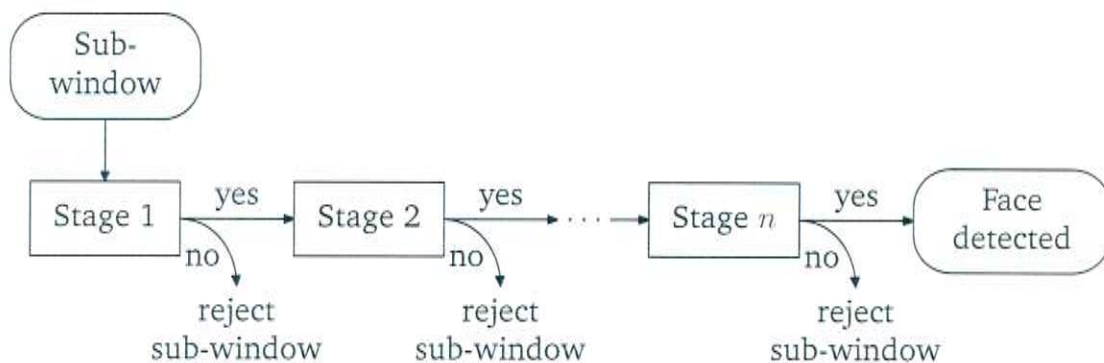 Sub-
window
Stage 1
yes
no
reject
sub-window
Stage 2
yes
no
reject
sub-window
· · ·
Stage n
yes
no
reject
sub-window
Face
detected